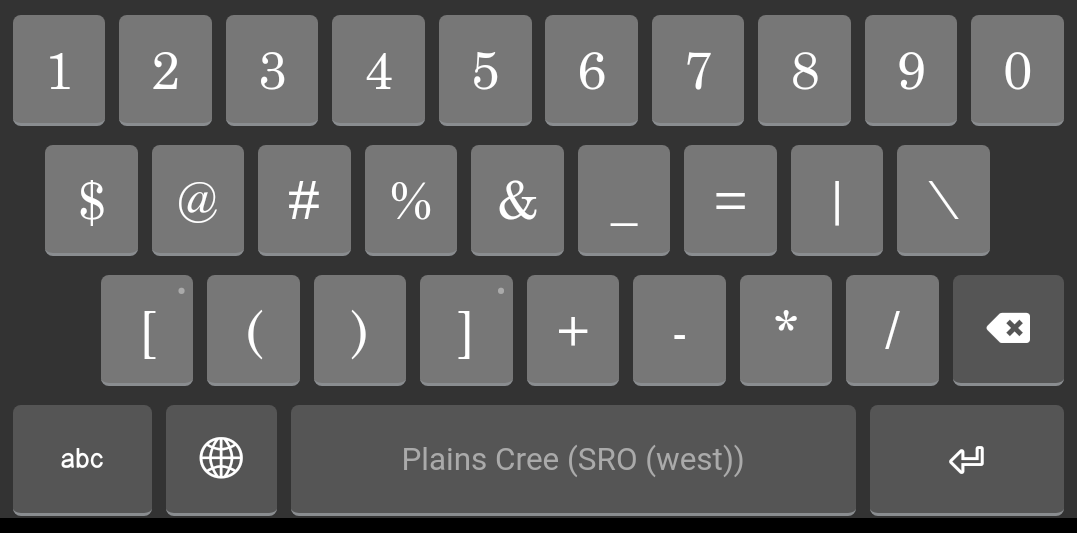 1 2 3 4 5 6 7 8 9 0
$ @ # % & _ = | \
[ ( ) ] + - * /
abc Plains Cree (SRO (west))